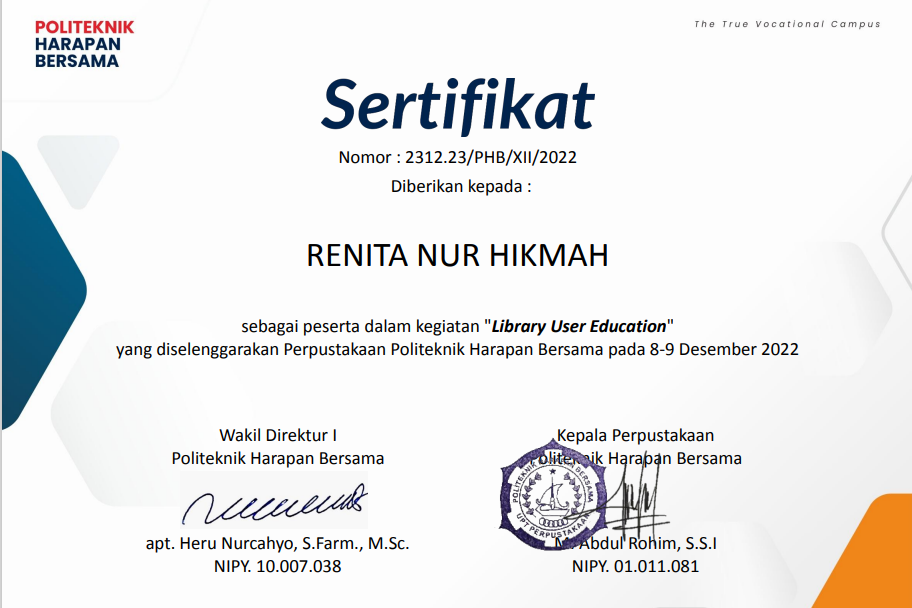 POLITEKNIK
HARAPAN
BERSAMA
The True Vocational Campus
Sertifikat
Nomor : 2312.23/PHB/XII/2022
Diberikan kepada :
RENITA NUR HIKMAH
sebagai peserta dalam kegiatan "Library User Education"
yang diselenggarakan Perpustakaan Politeknik Harapan Bersama pada 8-9 Desember 2022
Wakil Direktur I
Politeknik Harapan Bersama
apt. Heru Nurcahyo, S.Farm., M.Sc.
NIPY. 10.007.038
Kepala Perpustakaan
Politeknik Harapan Bersama
POLITEKNIK HARAPAN BERSAMA
UPT PERPUSTAKAAN
Abdul Rohim, S.S.I
NIPY. 01.011.081